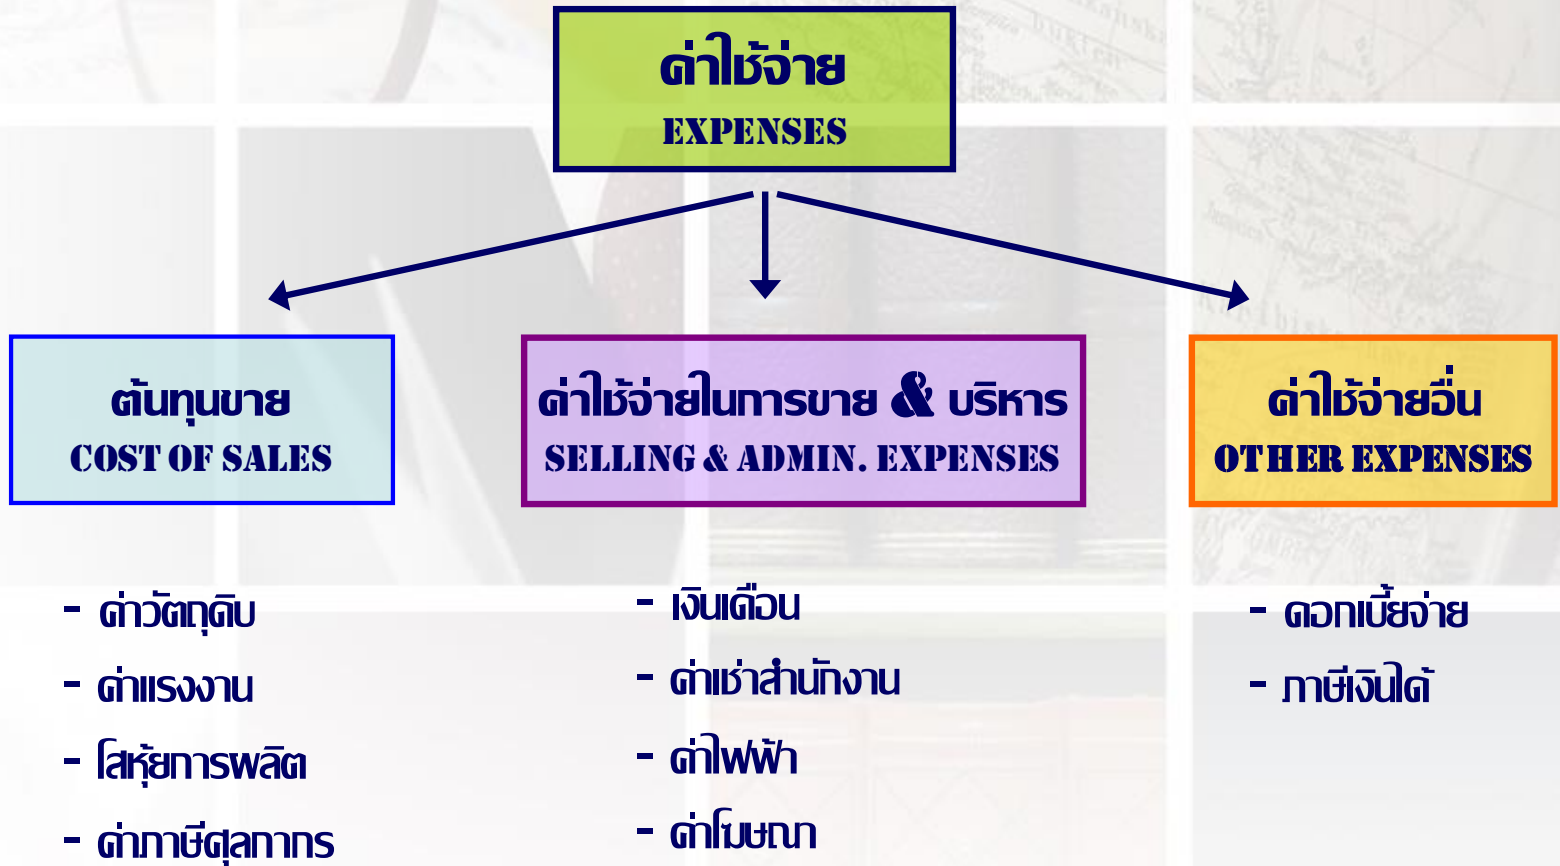 ค่าใช้จ่าย
EXPENSES
ต้นทุนขาย
COST OF SALES
ค่าใช้จ่ายในการขาย & บริหาร
SELLING & ADMIN. EXPENSES
ค่าใช้จ่ายอื่น
OTHER EXPENSES
- ค่าวัตถุดิบ
- ค่าแรงงาน
- โสหุ้ยการผลิต
- ค่าภาษีศุลกากร
- เงินเดือน
- ค่าเช่าสำนักงาน
- ค่าไฟฟ้า
- ค่าโฆษณา
- ดอกเบี้ยจ่าย
- ภาษีเงินได้